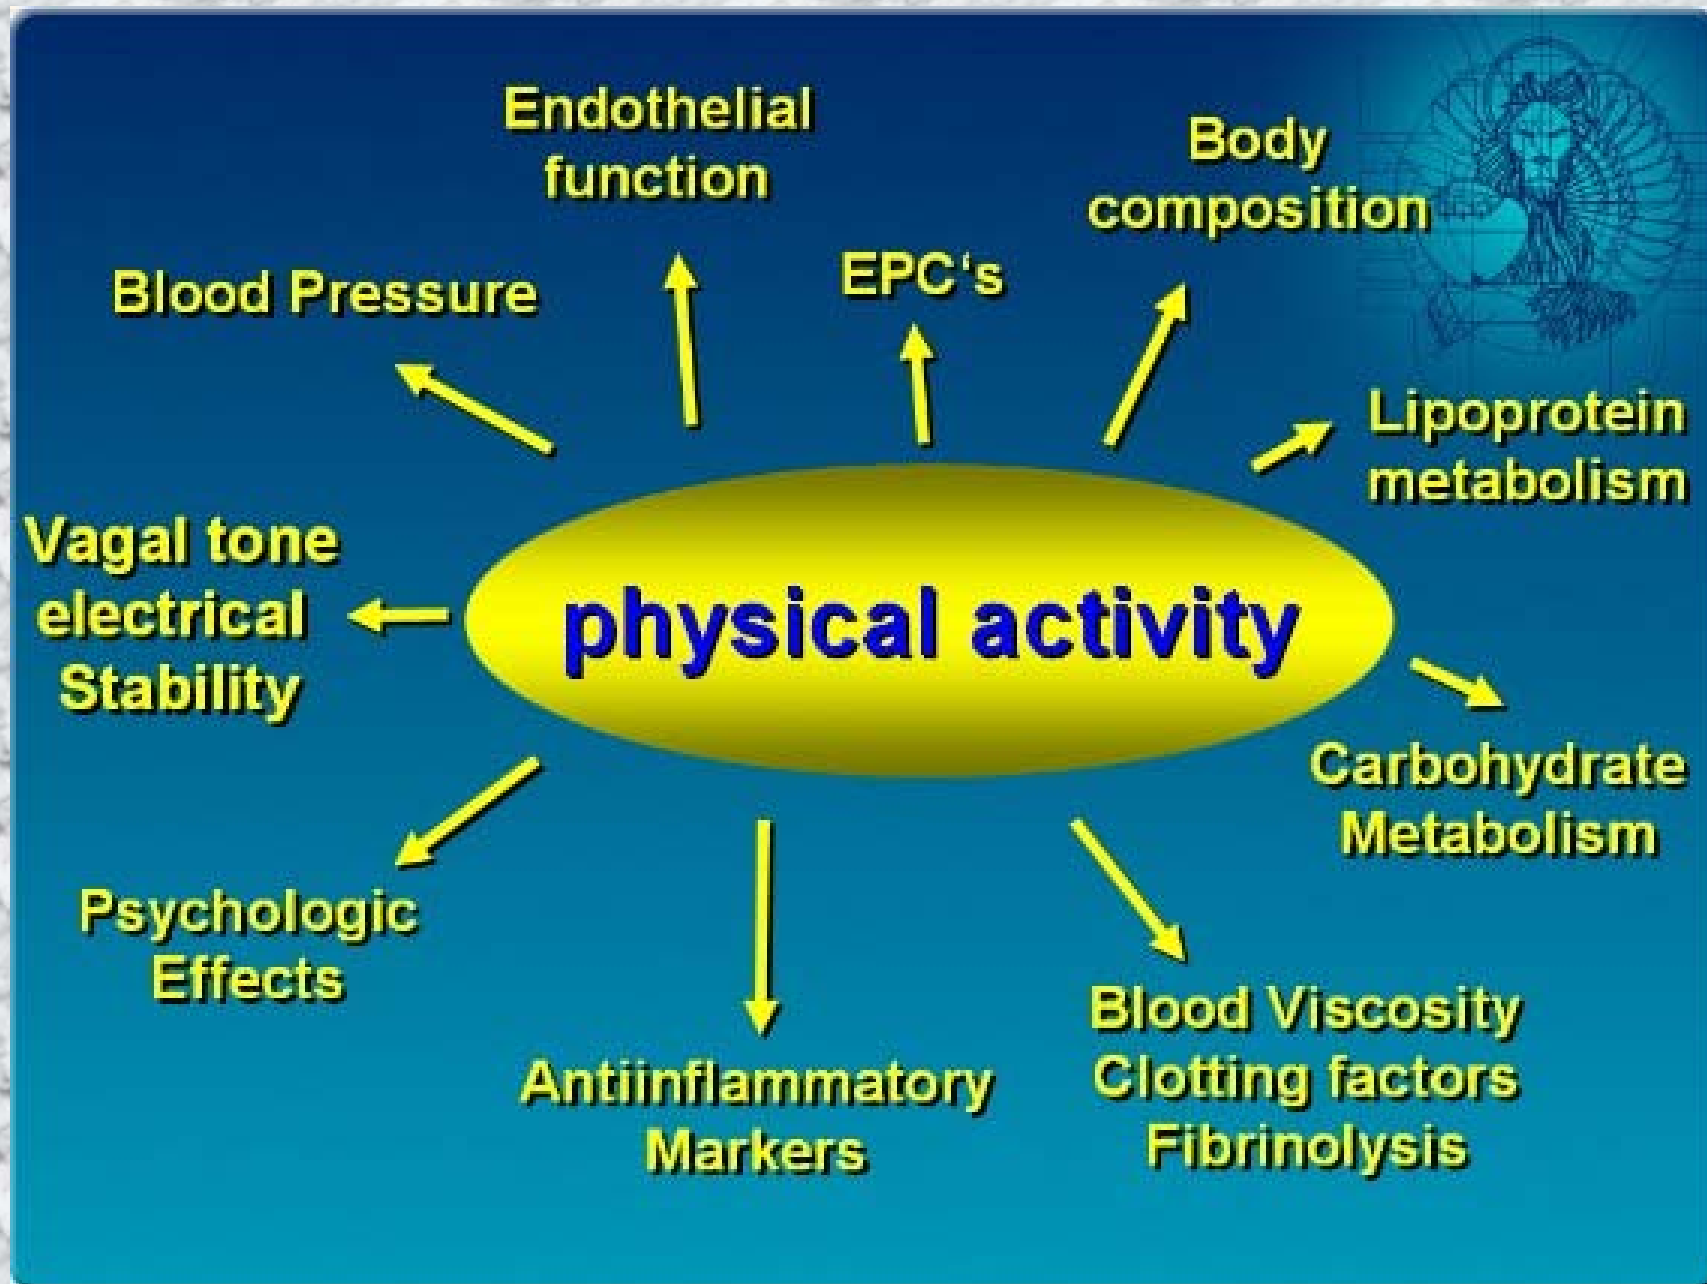 Endothelial
function
Body
composition
Blood Pressure
EPC‘s
Lipoprotein
metabolism
Vagal tone
electrical
Stability
physical activity
Carbohydrate
Metabolism
Psychologic
Effects
Antiinflammatory
Markers
Blood Viscosity
Clotting factors
Fibrinolysis